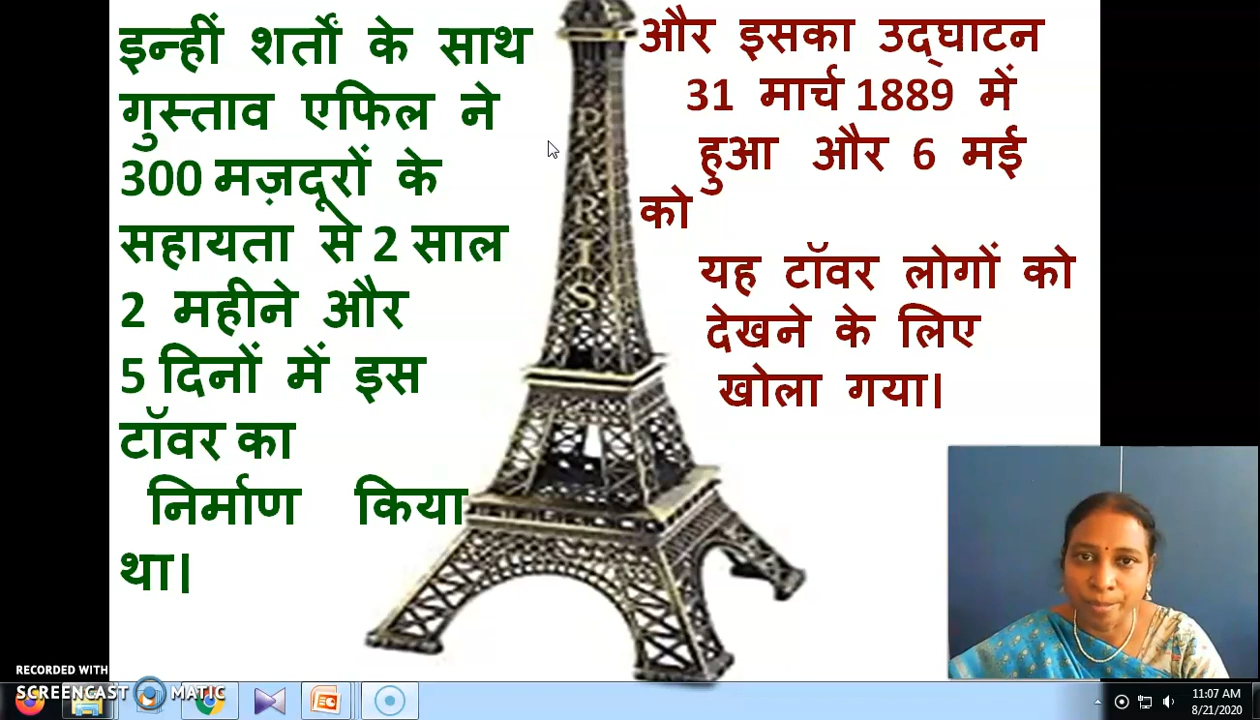 इन्हीं शर्तों के साथ
गुस्ताव एफिल ने
300 मज़दूरों के
सहायता से 2 साल
2 महीने और
5 दिनों में इस
टॉवर का
निर्माण किया
था।
और इसका उद्घाटन
31 मार्च 1889 में
हुआ और 6 मई
को
यह टॉवर लोगों को
देखने के लिए
खोला गया।
PARIS
RECORDED WITH
SCREENCAST MATIC
11:07 AM
8/21/2020